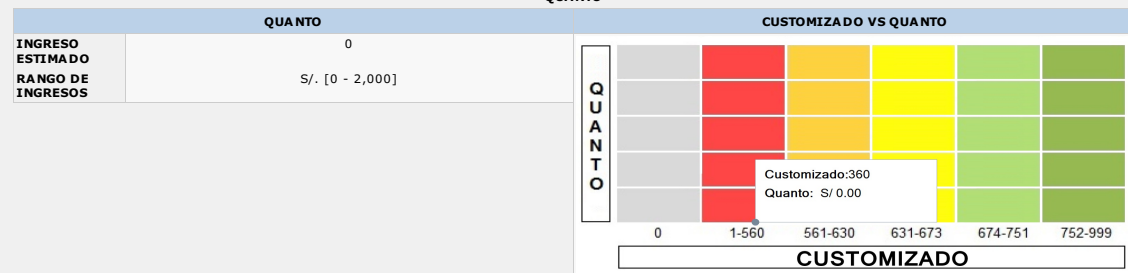 QUANTO
CUSTOMIZADO VS QUANTO
INGRESO
ESTIMADO
0
RANGO DE
INGRESOS
S/. [0 - 2,000]
QUANTO
Customizado:360
Quanto: S/ 0.00
0 1-560 561-630 631-673 674-751 752-999
CUSTOMIZADO